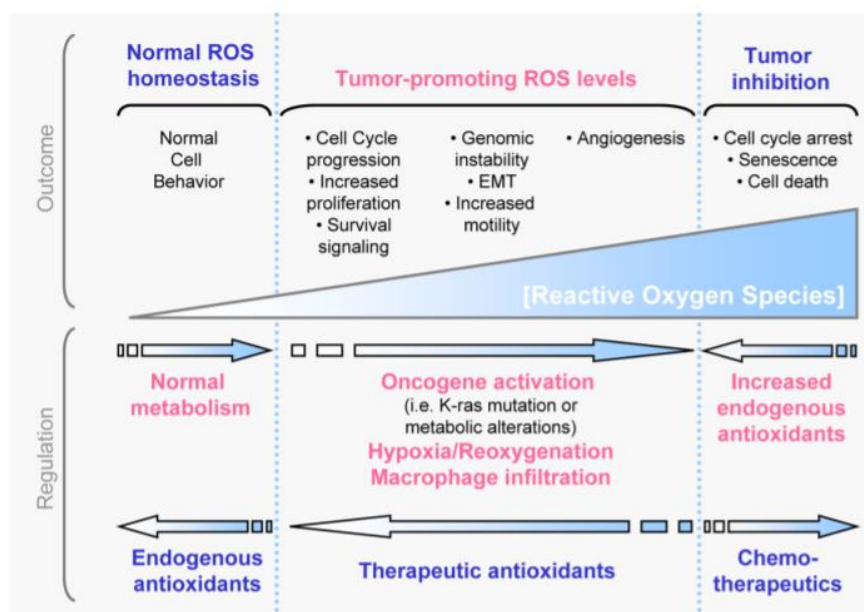 Normal ROS
homeostasis
Tumor-promoting ROS levels
Tumor
inhibition
Outcome
Normal
Cell
Behavior
• Cell Cycle
progression
• Increased
proliferation
• Survival
signaling
• Genomic
instability
• EMT
• Increased
motility
• Angiogenesis
• Cell cycle arrest
• Senescence
• Cell death
[Reactive Oxygen Species]
Regulation
Normal
metabolism
Oncogene activation
(i.e. K-ras mutation or
metabolic alterations)
Hypoxia/Reoxygenation
Macrophage infiltration
Increased
endogenous
antioxidants
Endogenous
antioxidants
Therapeutic antioxidants
Chemo-
therapeutics